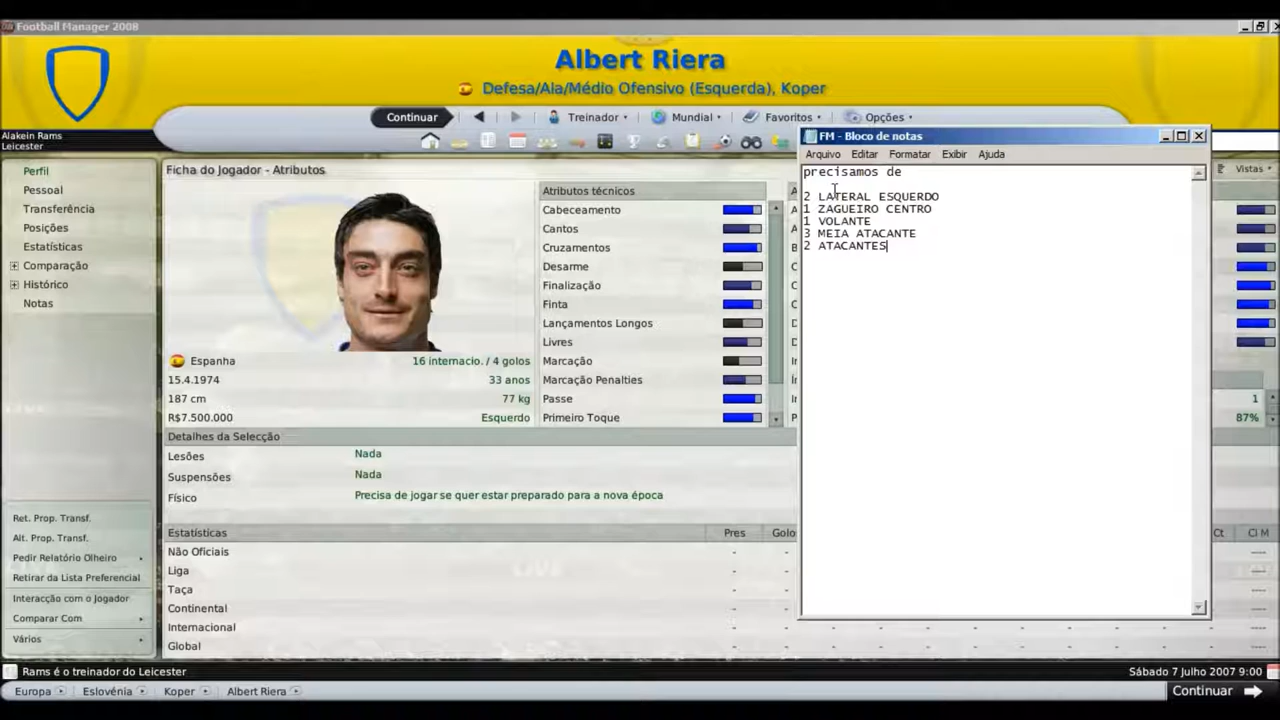 Football Manager 2008
Albert Riera
Defesa/Ala/Médio Ofensivo (Esquerda), Koper
Continuar
Treinador
Mundial
Favoritos
Opções
Alakein Rams
Leicester
Perfil
Pessoal
Transferência
Posições
Estatísticas
Comparação
Histórico
Notas
Ret. Prop. Transf.
Alt. Prop. Transf.
Pedir Relatório Olheiro
Retirar da Lista Preferencial
Interacção com o Jogador
Comparar Com
Vários
Ficha do Jogador - Atributos
Espanha 16 internacio. / 4 golos
15.4.1974 33 anos
187 cm 77 kg
R$7.500.000 Esquerdo
Atributos técnicos
Cabeceamento
Cantos
Cruzamentos
Desarme
Finalização
Finta
Lançamentos Longos
Livres
Marcação
Marcação Penalties
Passe
Primeiro Toque
Detalhes da Selecção
Lesões Nada
Suspensões Nada
Físico Precisa de jogar se quer estar preparado para a nova época
Estatísticas Pres Golo
Não Oficiais - -
Liga - -
Taça - -
Continental - -
Internacional - -
Global - -
FM - Bloco de notas
Arquivo Editar Formatar Exibir Ajuda
precisamos de
2 LATERAL ESQUERDO
1 ZAGUEIRO CENTRO
1 VOLANTE
3 MEIA ATACANTE
2 ATACANTES
Vistas
1
87%
Ct Cl M
Rams é o treinador do Leicester
Sábado 7 Julho 2007 9:00
Europa Eslovénia Koper Albert Riera
Continuar